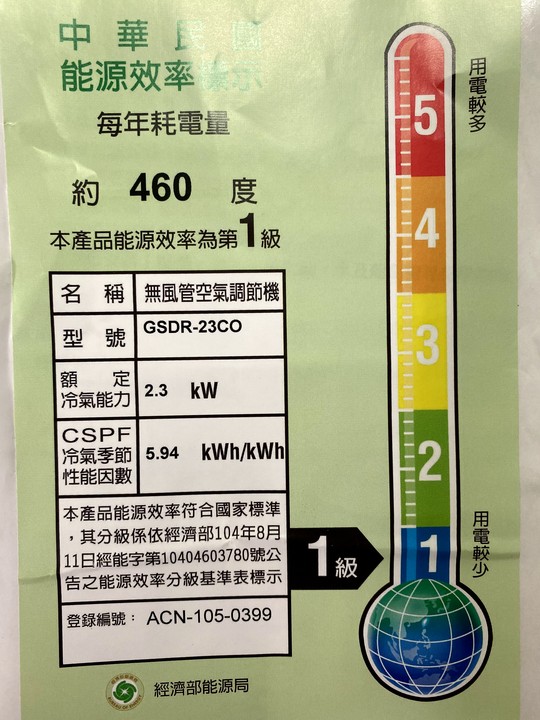 中華民國
能源效率標示
每年耗電量
約 460 度
本產品能源效率為第1級
名稱 無風管空氣調節機
型號 GSDR-23CO
額定冷氣能力 2.3 kW
CSPF
冷氣季節性能因數 5.94 kWh/kWh
本產品能源效率符合國家標準
，其分級係依經濟部104年8月
11日經能字第10404603780號公
告之能源效率分級基準表標示
登錄編號： ACN-105-0399
經濟部能源局
用電較多
5
4
3
2
1
1級
用電較少